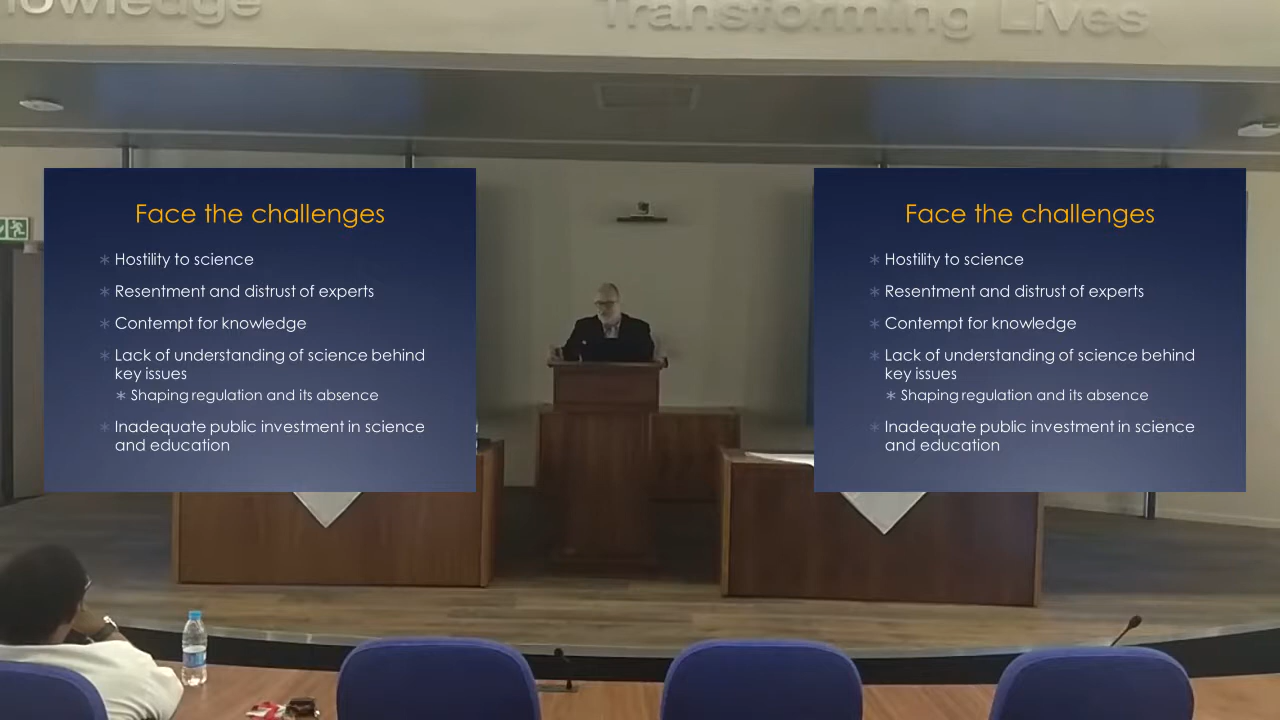 Transforming Lives
Face the challenges
* Hostility to science
* Resentment and distrust of experts
* Contempt for knowledge
* Lack of understanding of science behind
key issues
* Shaping regulation and its absence
* Inadequate public investment in science
and education
Face the challenges
* Hostility to science
* Resentment and distrust of experts
* Contempt for knowledge
* Lack of understanding of science behind
key issues
* Shaping regulation and its absence
* Inadequate public investment in science
and education